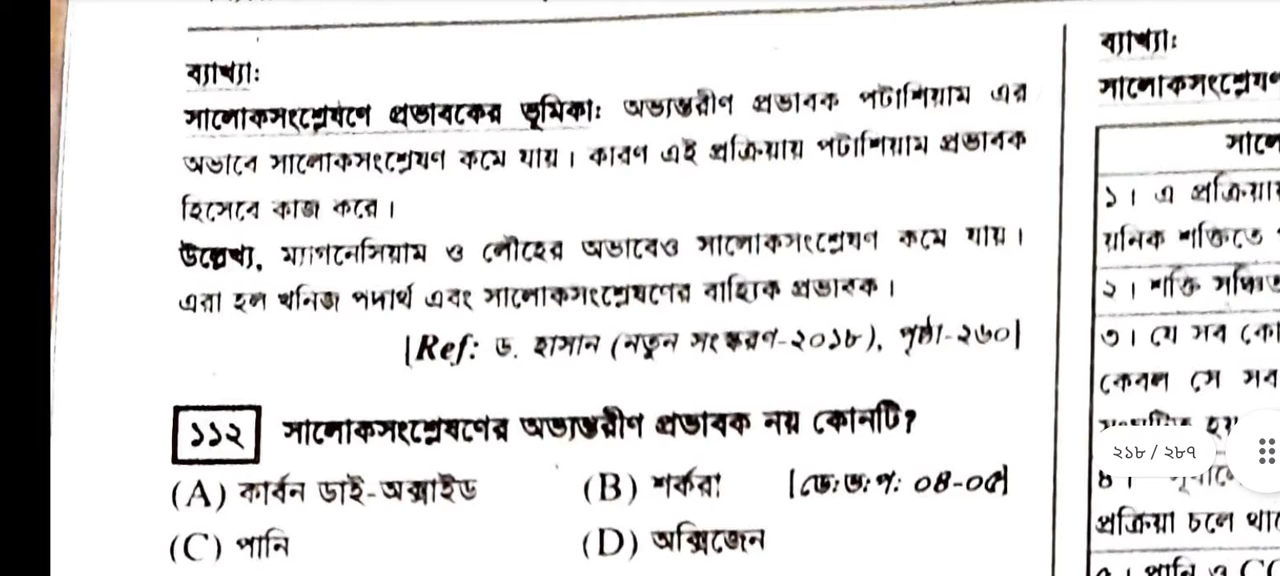 ব্যাখ্যা:
সালোকসংশ্লেষণে প্রভাবকের ভূমিকা: অভ্যন্তরীণ প্রভাবক পটাশিয়াম এর
অভাবে সালোকসংশ্লেষণ কমে যায়। কারণ এই প্রক্রিয়ায় পটাশিয়াম প্রভাবক
হিসেবে কাজ করে।
উল্লেখ্য, ম্যাগনেসিয়াম ও লৌহের অভাবেও সালোকসংশ্লেষণ কমে যায়।
এরা হল খনিজ পদার্থ এবং সালোকসংশ্লেষণের বাহ্যিক প্রভাবক।
[Ref: ড. হাসান (নতুন সংস্করণ-২০১৮), পৃষ্ঠা-২৬০]
১১২ সালোকসংশ্লেষণের অভ্যন্তরীণ প্রভাবক নয় কোনটি?
(A) কার্বন ডাই-অক্সাইড (B) শর্করা [ডে:ভ:প: ০৪-০৫]
(C) পানি (D) অক্সিজেন
ব্যাখ্যা:
সালোকসংশ্লেষণ
১। এ প্রক্রিয়া
য়নিক শক্তিতে
২। শক্তি সঞ্চিত
৩। যে সব
কেবল সে সব
২১৮ / ২৮৭
৪।
প্রক্রিয়া চলে
৫। পানি ও